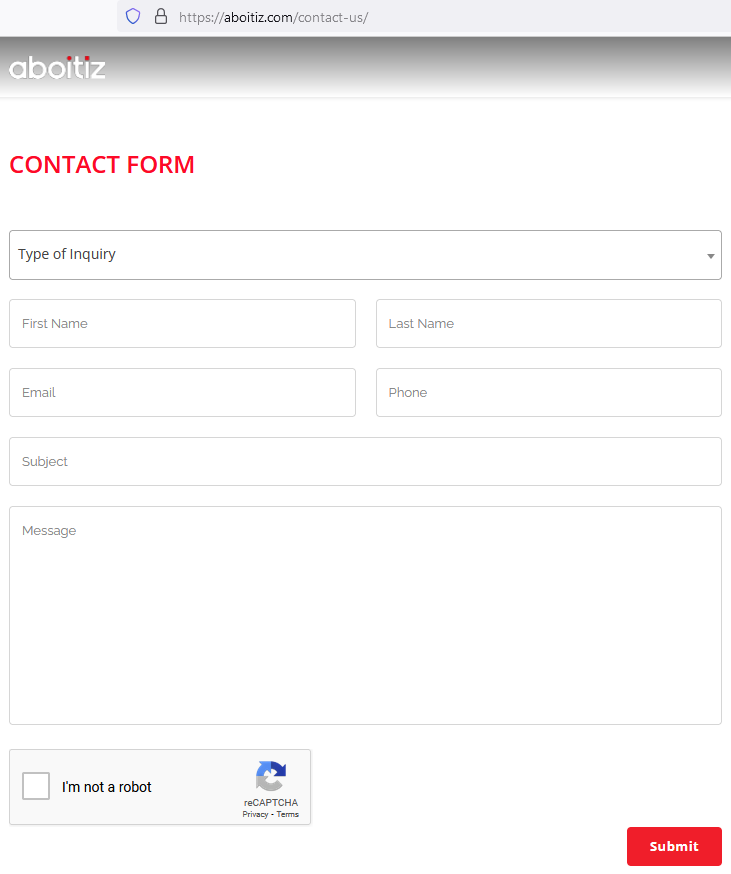 https://aboitiz.com/contact-us/
aboitiz
CONTACT FORM
Type of Inquiry
First Name
Last Name
Email
Phone
Subject
Message
I'm not a robot
reCAPTCHA
Privacy - Terms
Submit